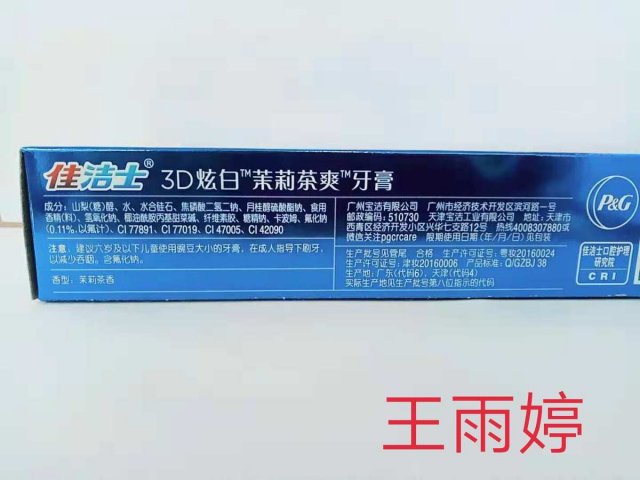 佳洁士® 3D炫白™茉莉茶爽™牙膏
成分：山梨(糖)醇、水、水合硅石、焦磷酸二氢二钠、月桂醇硫酸酯钠、食用
香精(料)、氢氧化钠、椰油酰胺丙基甜菜碱、纤维素胶、糖精钠、卡波姆、氟化钠
(0.11%,以氟计)、CI 77891、CI 77019、CI 47005、CI 42090
注意：建议六岁及以下儿童使用豌豆大小的牙膏，在成人指导下刷牙，
以减少吞咽。含氟化钠。
香型：茉莉茶香
广州宝洁有限公司 广州市经济技术开发区滨河路一号
邮政编码：510730 天津宝洁工业有限公司 地址：天津市
西青区经济开发小区兴华七支路12号 热线4008307880或
微信关注pgcrcare 限期使用日期(年/月/日)见包装
生产批号见管尾 合格 生产许可证号：粤妆20160024
生产许可证号：津妆20160006 产品标准号：Q/GZBJ 38
生产地：广东(代码6)，天津(代码4)
实际生产地见生产批号第八位指示的代码
P&G
佳洁士口腔护理
研究院
CRI
王雨婷